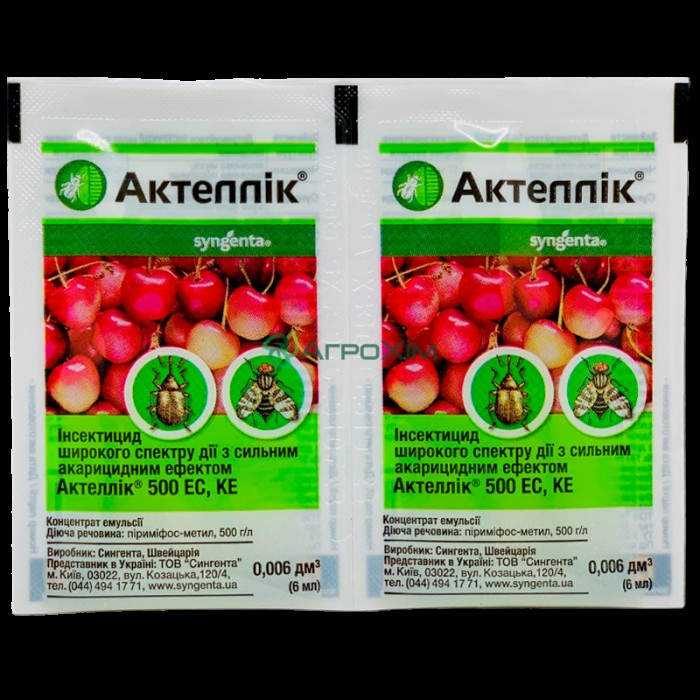 Актеллік®
syngenta®
Інсектицид
широкого спектру дії з сильним
акарицидним ефектом
Актеллік® 500 ЕС, КЕ
Концентрат емульсії
Діюча речовина: піриміфос-метил, 500 г/л
Виробник: Сингента, Швейцарія
Представник в Україні: ТОВ "Сингента"
м. Київ, 03022, вул. Козацька,120/4,
тел. (044) 494 17 71, www.syngenta.ua
0,006 дм³
(6 мл)
Актеллік®
syngenta®
Інсектицид
широкого спектру дії з сильним
акарицидним ефектом
Актеллік® 500 ЕС, КЕ
Концентрат емульсії
Діюча речовина: піриміфос-метил, 500 г/л
Виробник: Сингента, Швейцарія
Представник в Україні: ТОВ "Сингента"
м. Київ, 03022, вул. Козацька,120/4,
тел. (044) 494 17 71, www.syngenta.ua
0,006 дм³
(6 мл)
АГРОХІМ